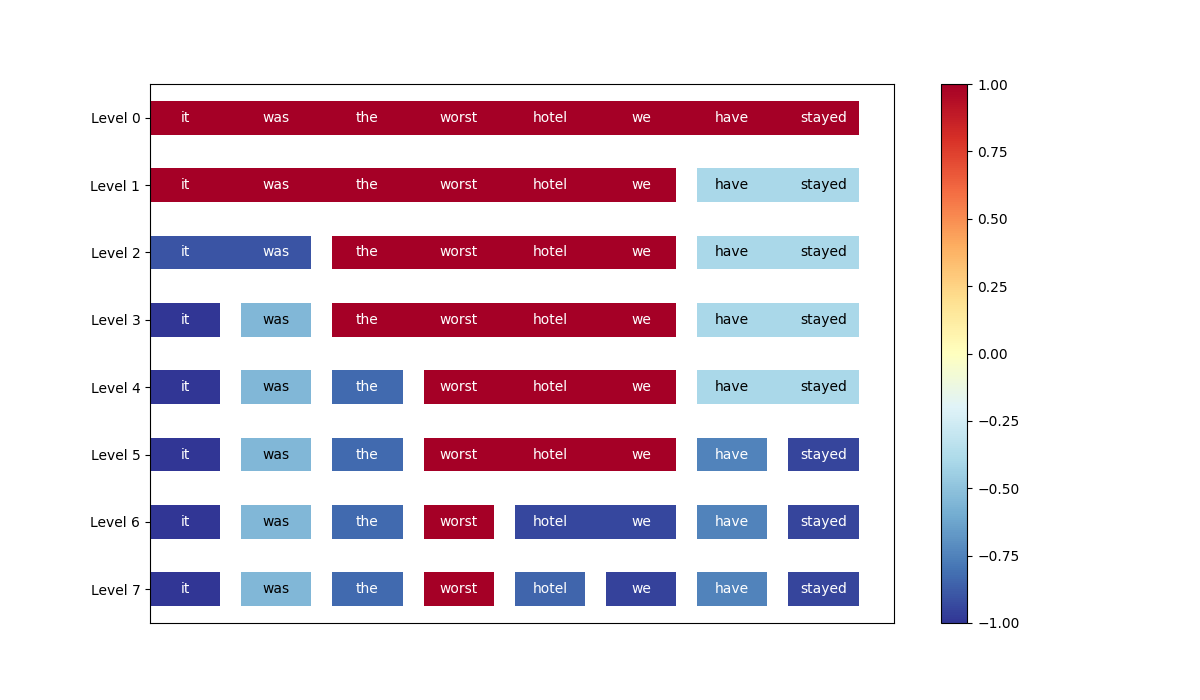 Level 0 it was the worst hotel we have stayed
Level 1 it was the worst hotel we have stayed
Level 2 it was the worst hotel we have stayed
Level 3 it was the worst hotel we have stayed
Level 4 it was the worst hotel we have stayed
Level 5 it was the worst hotel we have stayed
Level 6 it was the worst hotel we have stayed
Level 7 it was the worst hotel we have stayed
1.00
0.75
0.50
0.25
0.00
−0.25
−0.50
−0.75
−1.00